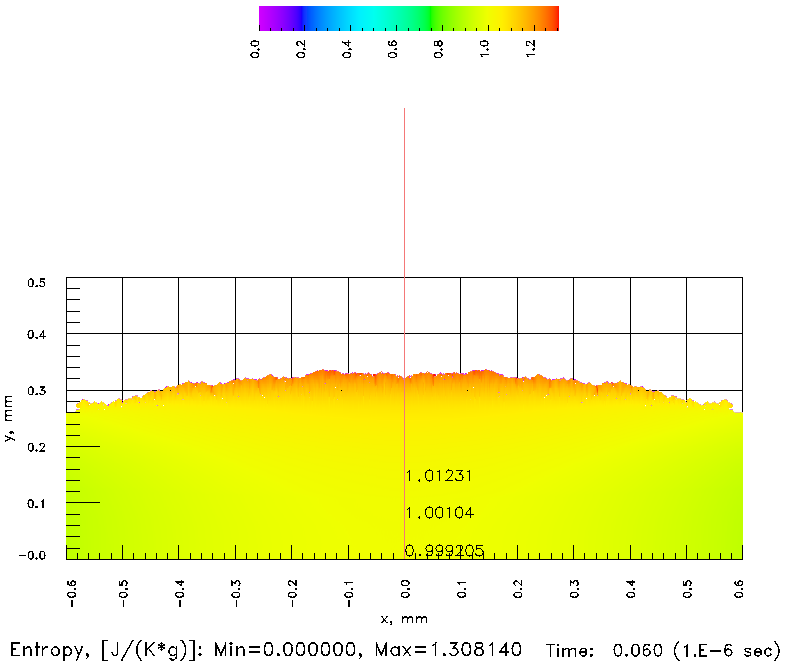 0.0 0.2 0.4 0.6 0.8 1.0 1.2
0.5
0.4
0.3
y, mm
0.2
1.01231
0.1
1.00104
-0.0
0.999205
-0.6 -0.5 -0.4 -0.3 -0.2 -0.1 0.0 0.1 0.2 0.3 0.4 0.5 0.6
x, mm
Entropy, [J/(K*g)]: Min=0.000000, Max=1.308140 Time: 0.060 (1.E-6 sec)